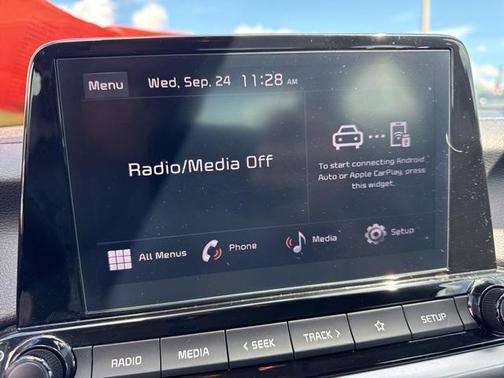 Menu Wed, Sep. 24 11:28 AM
Radio/Media Off
To start connecting Android
Auto or Apple CarPlay, press
this widget.
All Menus Phone Media Setup
RADIO MEDIA < SEEK TRACK > SETUP